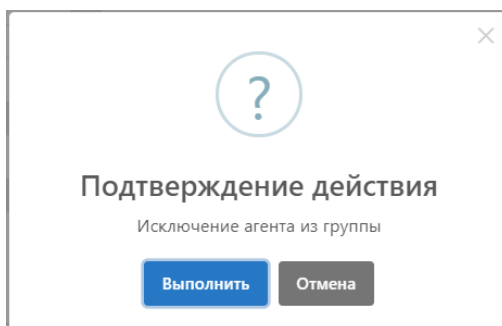 ?
Подтверждение действия
Исключение агента из группы
Выполнить Отмена